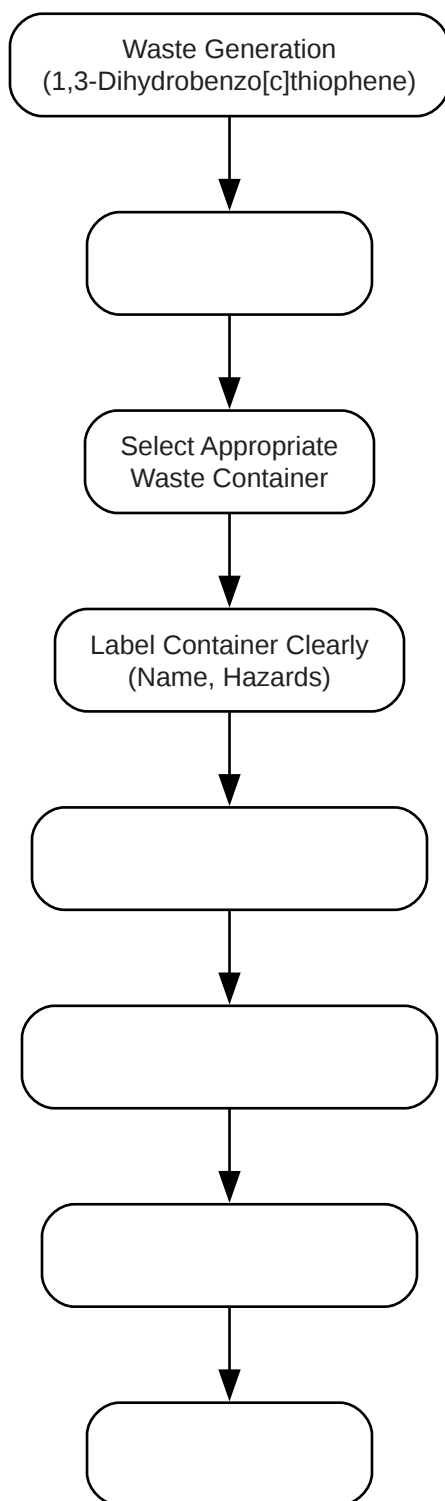 Waste Generation
(1,3-Dihydrobenzo[c]thiophene)
Select Appropriate
Waste Container
Label Container Clearly
(Name, Hazards)